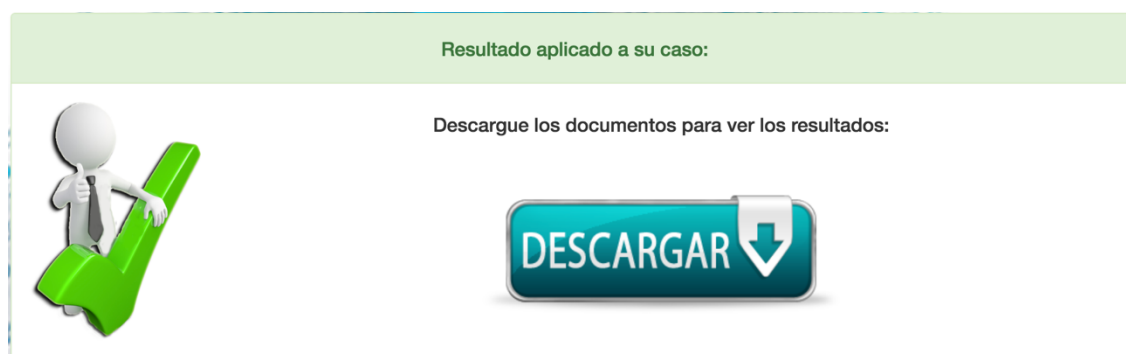 Resultado aplicado a su caso:
Descargue los documentos para ver los resultados:
DESCARGAR